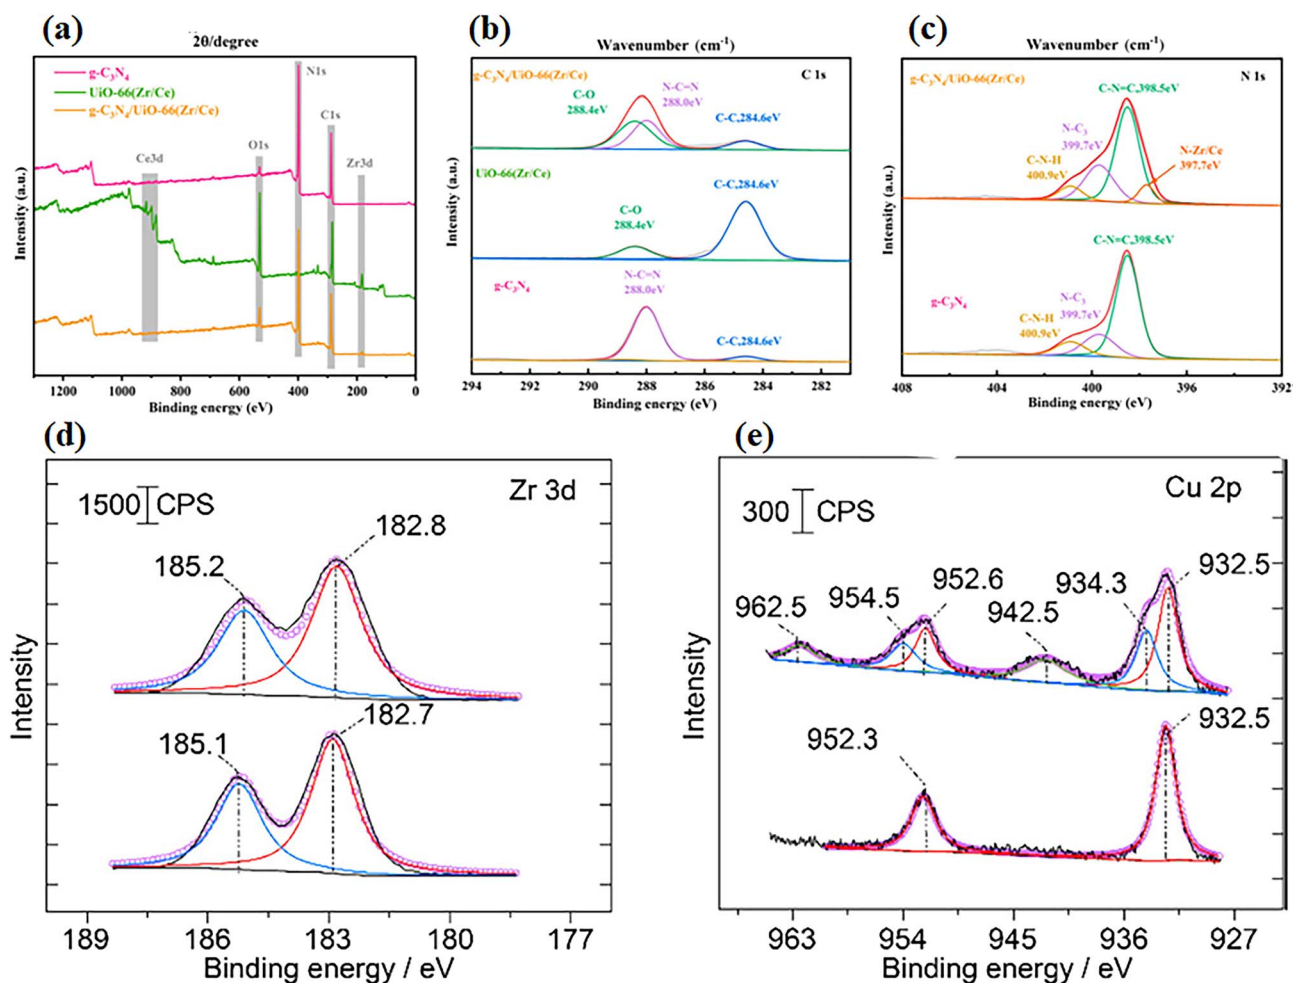 (a)
2θ/degree
g-C3N4
UiO-66(Zr/Ce)
g-C3N4/UiO-66(Zr/Ce)
N1s
C1s
O1s
Ce3d
Zr3d
Intensity (a.u.)
1200 1000 800 600 400 200 0
Binding energy (eV)
(b)
Wavenumber (cm-1)
g-C3N4/UiO-66(Zr/Ce)
C 1s
C-O
288.4eV
N-C=N
288.0eV
C-C,284.6eV
UiO-66(Zr/Ce)
C-C,284.6eV
C-O
288.4eV
g-C3N4
N-C=N
288.0eV
C-C,284.6eV
Intensity (a.u.)
294 292 290 288 286 284 282
Binding energy (eV)
(c)
Wavenumber (cm-1)
g-C3N4/UiO-66(Zr/Ce)
N 1s
C-N=C,398.5eV
N-C3
399.7eV
C-N-H
400.9eV
N-Zr/Ce
397.7eV
C-N=C,398.5eV
g-C3N4
N-C3
399.7eV
C-N-H
400.9eV
Intensity (a.u.)
408 404 400 396 392
Binding energy (eV)
(d)
1500 CPS
Zr 3d
182.8
185.2
182.7
185.1
Intensity
189 186 183 180 177
Binding energy / eV
(e)
300 CPS
Cu 2p
962.5
954.5
952.6
942.5
934.3
932.5
952.3
932.5
Intensity
963 954 945 936 927
Binding energy / eV